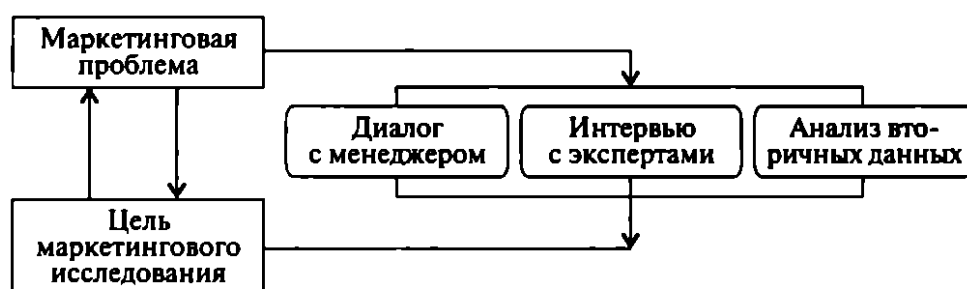 Маркетинговая
проблема
Диалог
с менеджером
Интервью
с экспертами
Анализ вто-
ричных данных
Цель
маркетингового
исследования